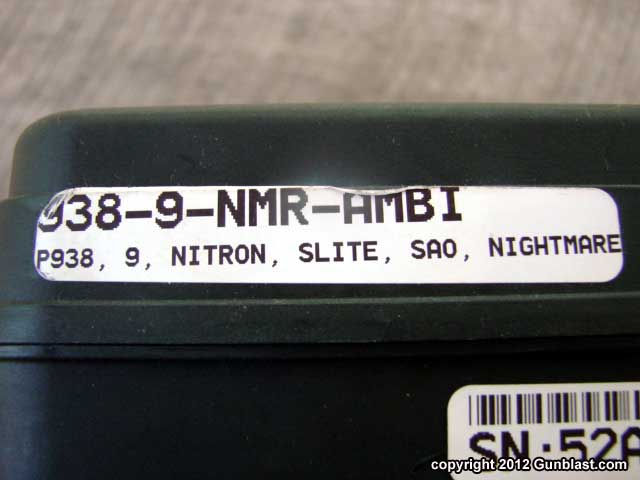 938-9-NMR-AMBI
P938, 9, NITRON, SLITE, SAO, NIGHTMARE
SN:52A
copyright 2012 Gunblast.com